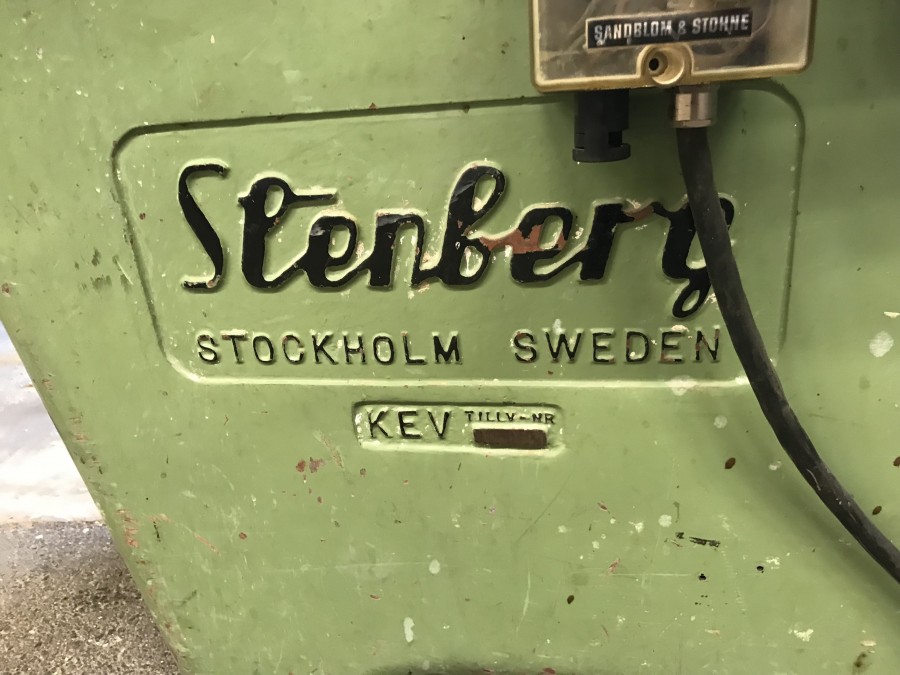 SANDBLOM & STOHNE
Stenberg
STOCKHOLM SWEDEN
KEV TILLV-NR